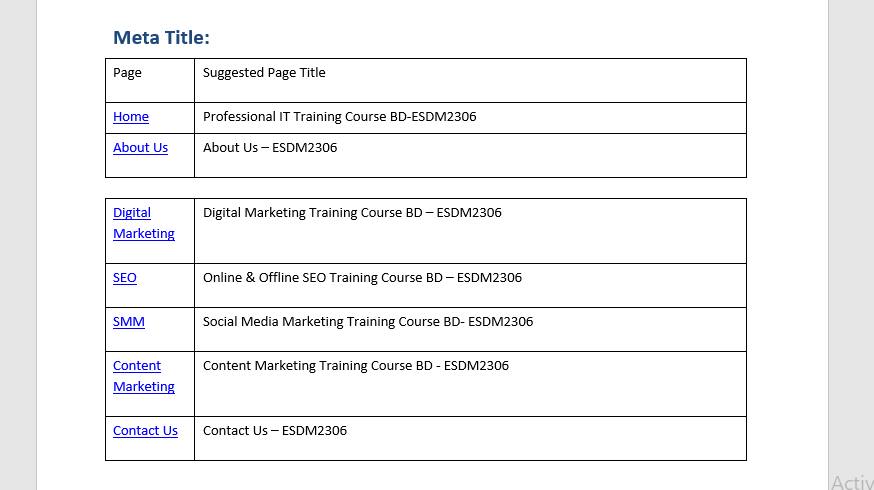 Meta Title:
Page Suggested Page Title
Home Professional IT Training Course BD-ESDM2306
About Us About Us – ESDM2306
Digital Digital Marketing Training Course BD – ESDM2306
Marketing
SEO Online & Offline SEO Training Course BD – ESDM2306
SMM Social Media Marketing Training Course BD- ESDM2306
Content Content Marketing Training Course BD - ESDM2306
Marketing
Contact Us Contact Us – ESDM2306
Activ